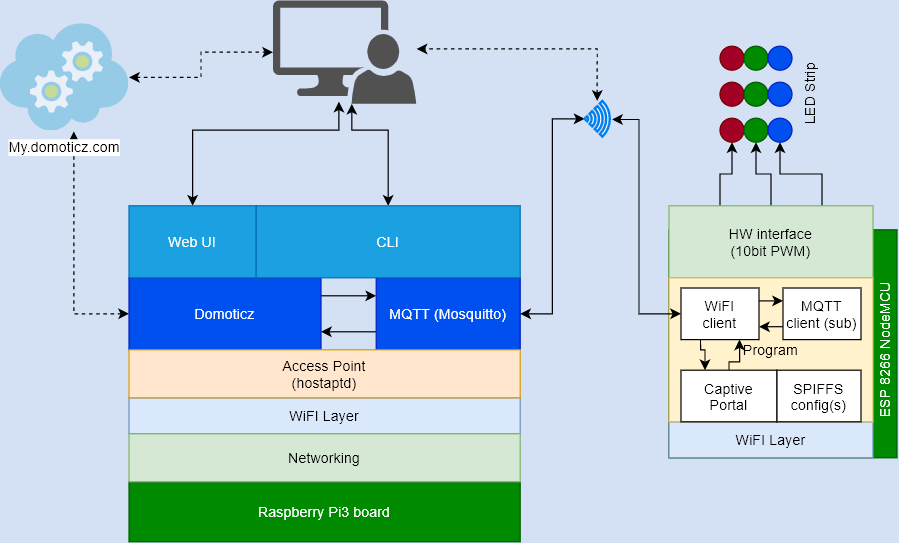 My.domoticz.com
LED Strip
Web UI
CLI
Domoticz
MQTT (Mosquitto)
Access Point
(hostaptd)
WiFI Layer
Networking
Raspberry Pi3 board
HW interface
(10bit PWM)
WiFI
client
MQTT
client (sub)
Program
Captive
Portal
SPIFFS
config(s)
WiFI Layer
ESP 8266 NodeMCU